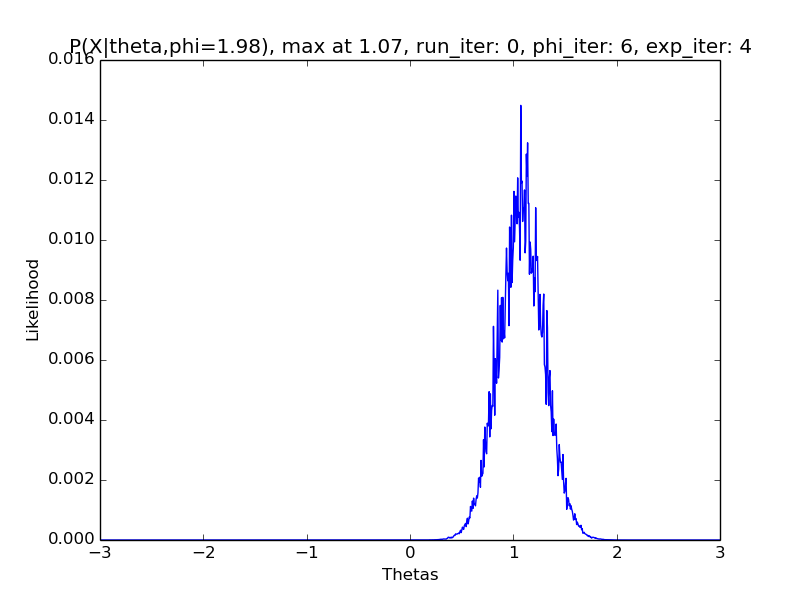 P(X|theta,phi=1.98), max at 1.07, run_iter: 0, phi_iter: 6, exp_iter: 4
0.016
0.014
0.012
0.010
0.008
0.006
0.004
0.002
0.000
Likelihood
−3 −2 −1 0 1 2 3
Thetas